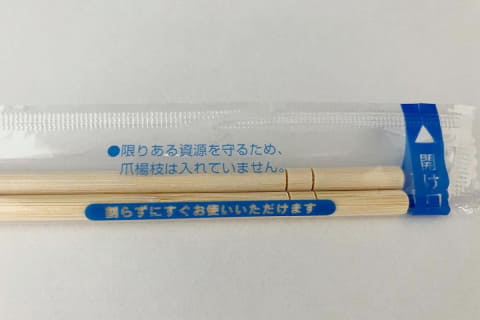 ●限りある資源を守るため、
爪楊枝は入れていません。
割らずにすぐお使いいただけます
▲開け口